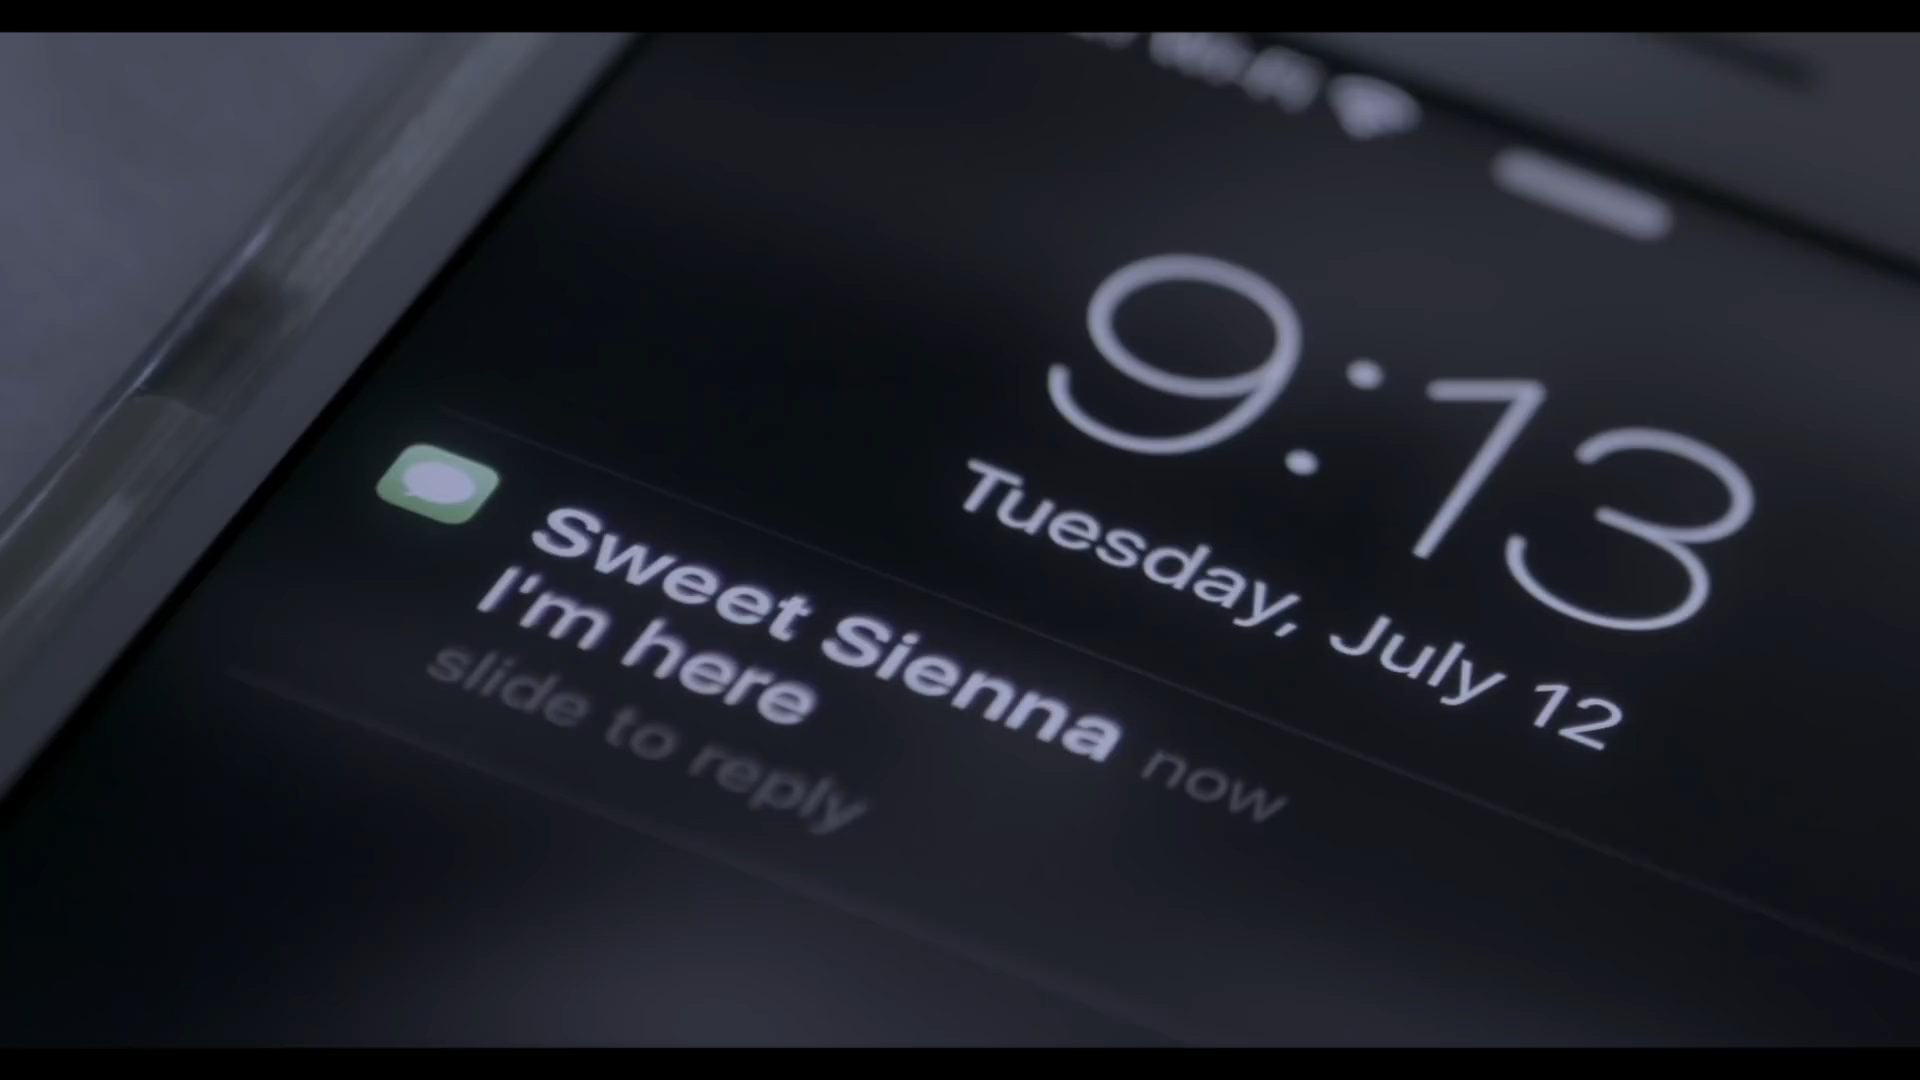 9:13
Tuesday, July 12
Sweet Sienna now
I'm here
slide to reply